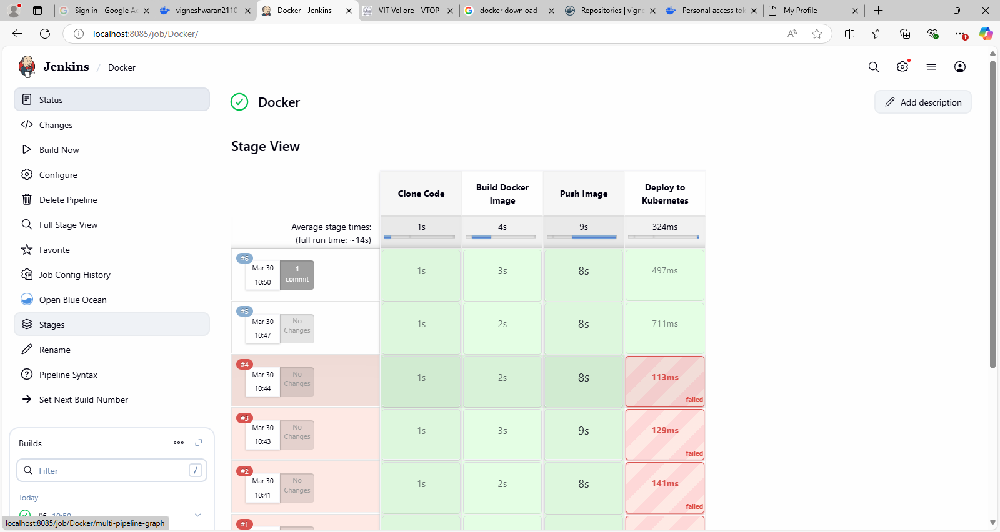 Sign in - Google Ac
vigneshwaran2110
Docker - Jenkins
VIT Vellore - VTOP
docker download -
Repositories | vigne
Personal access tok
My Profile
localhost:8085/job/Docker/
Jenkins / Docker
Status
Changes
Build Now
Configure
Delete Pipeline
Full Stage View
Favorite
Job Config History
Open Blue Ocean
Stages
Rename
Pipeline Syntax
Set Next Build Number
Builds
Filter /
Today
#6 10:50
localhost:8085/job/Docker/multi-pipeline-graph
Docker
Add description
Stage View
Clone Code
Build Docker
Image
Push Image
Deploy to
Kubernetes
Average stage times:
(full run time: ~14s)
1s
4s
9s
324ms
#6
Mar 30
10:50
1
commit
1s
3s
8s
497ms
#5
Mar 30
10:47
No
Changes
1s
2s
8s
711ms
#4
Mar 30
10:44
No
Changes
1s
2s
8s
113ms
failed
#3
Mar 30
10:43
No
Changes
1s
3s
9s
129ms
failed
#2
Mar 30
10:41
No
Changes
1s
2s
8s
141ms
failed
#1